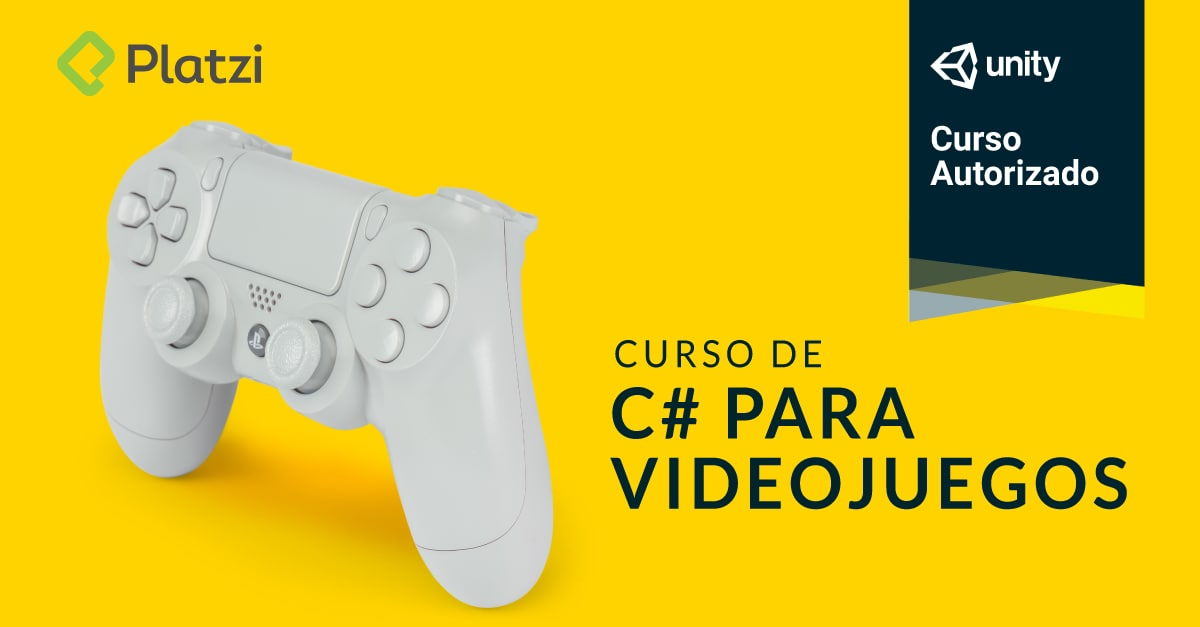 Platzi
unity
Curso
Autorizado
CURSO DE
C# PARA
VIDEOJUEGOS